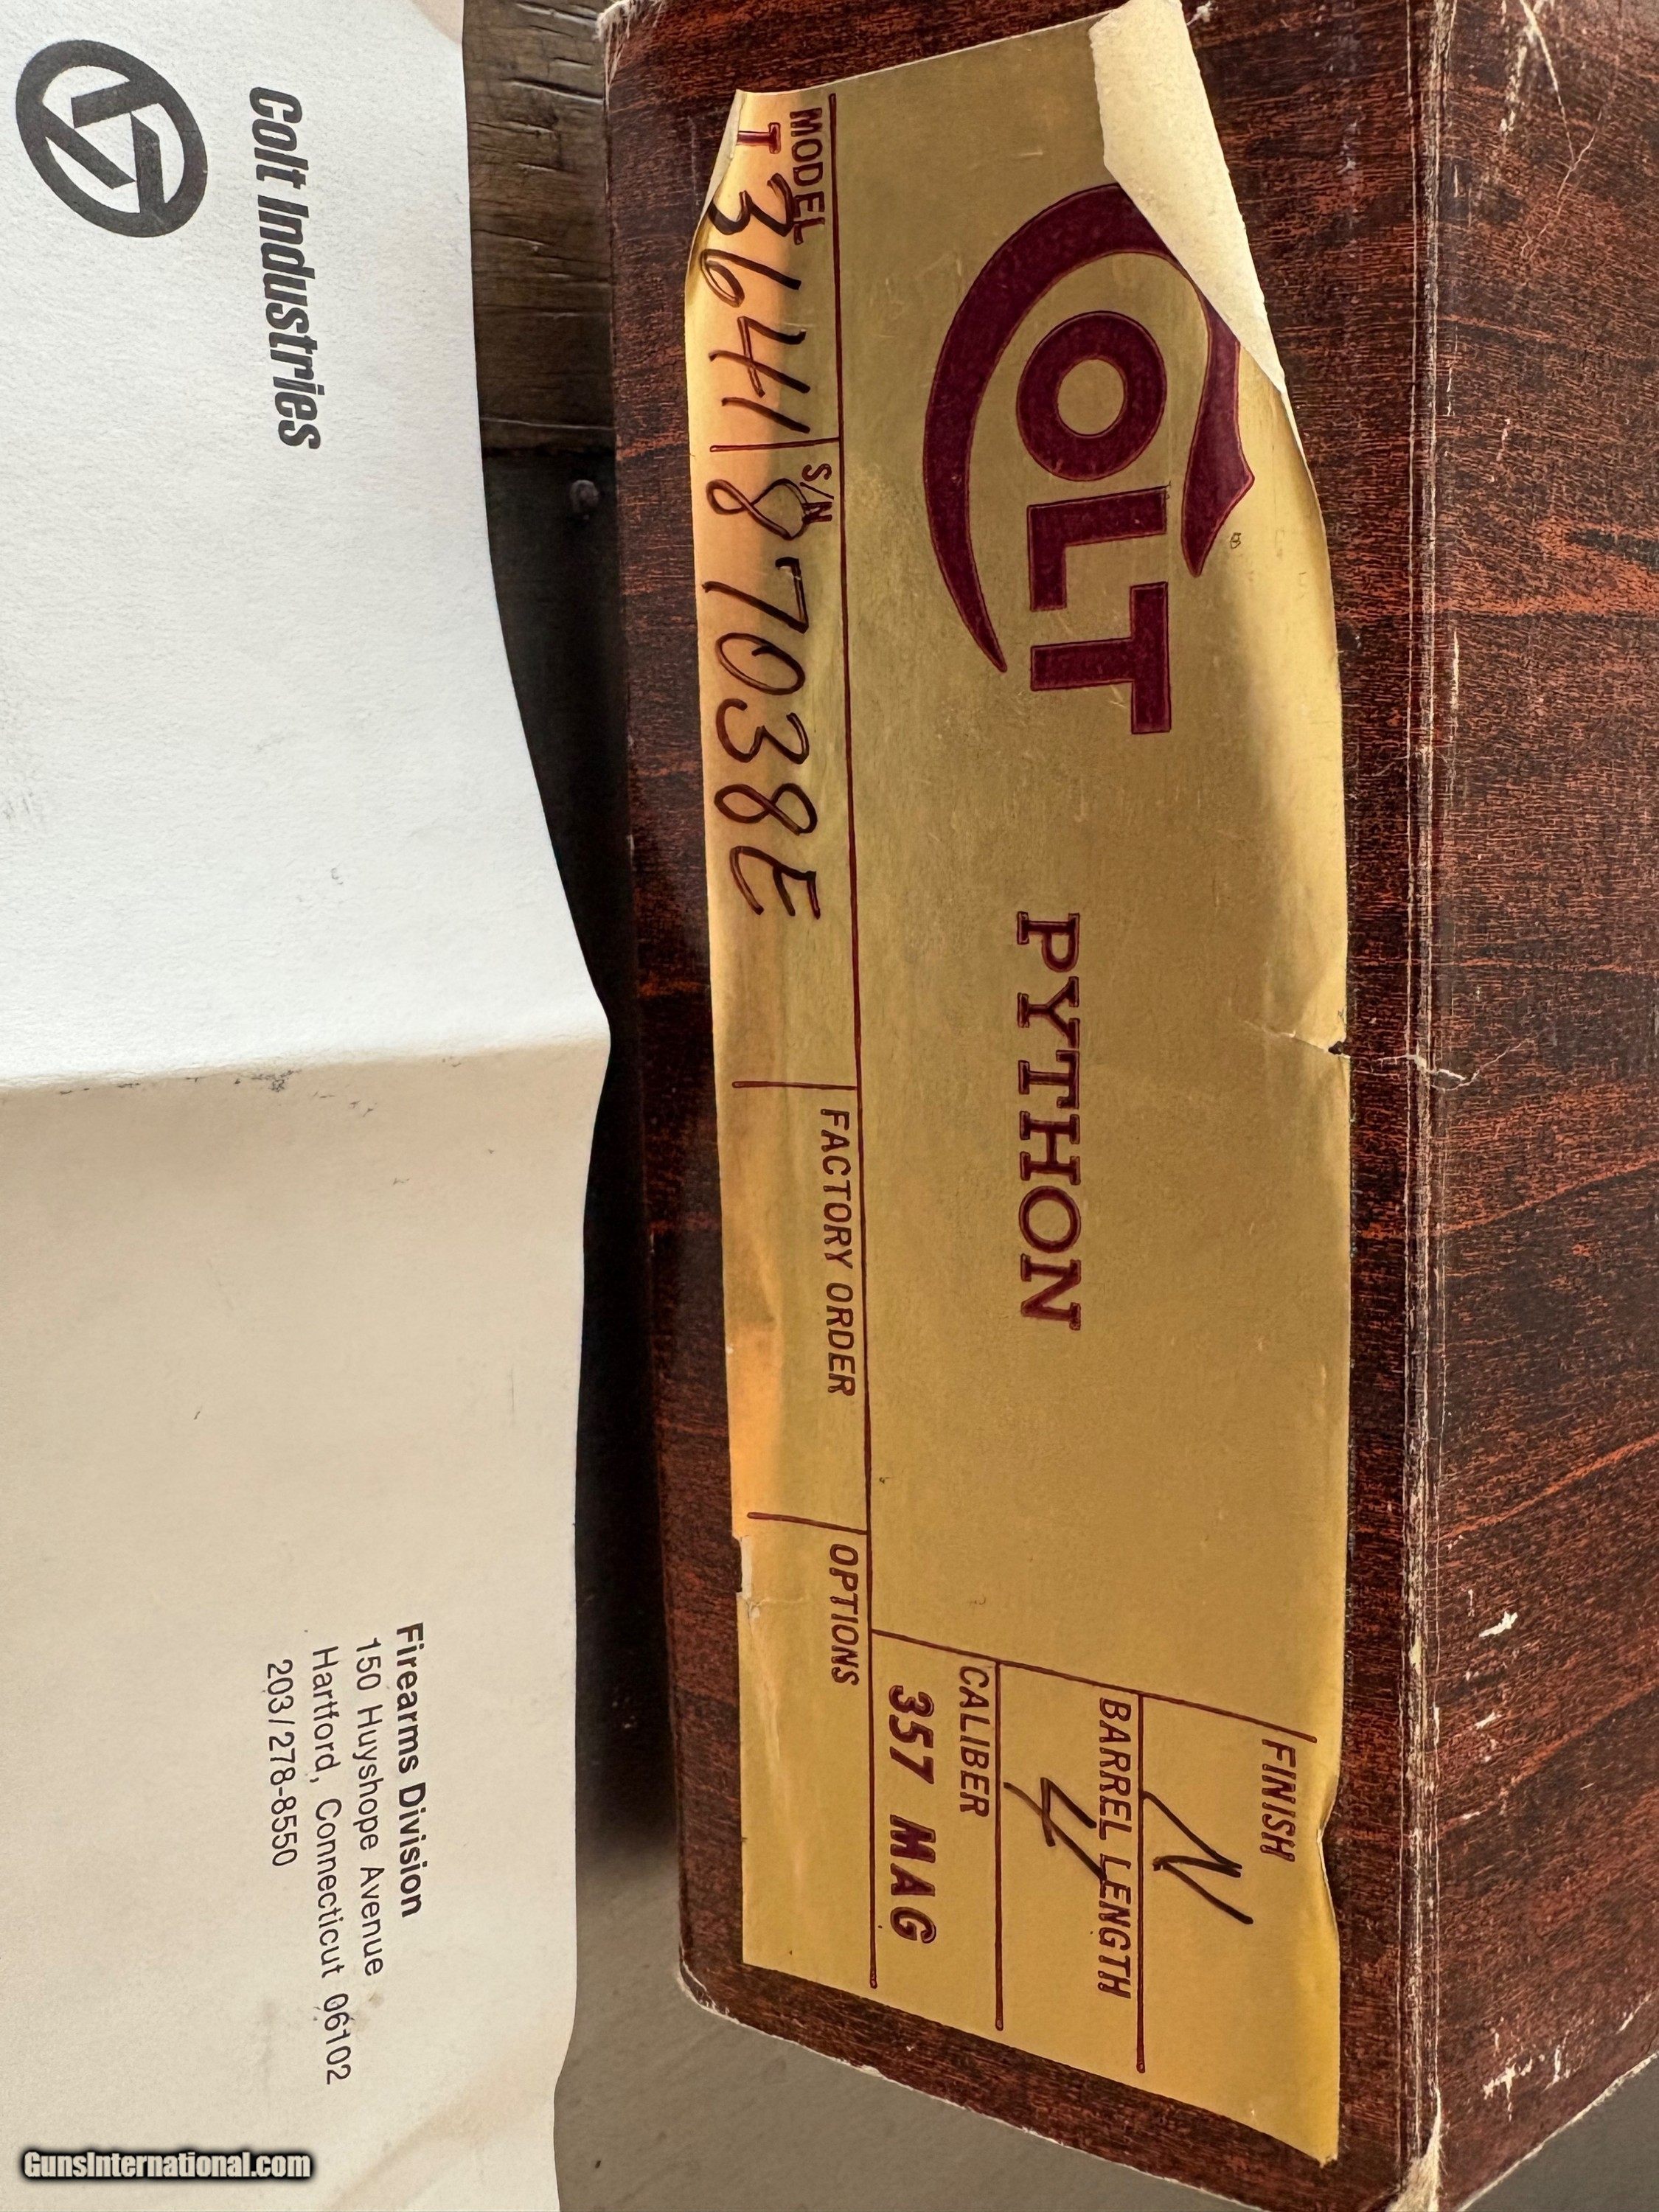 COLT
PYTHON
FINISH
N
BARREL LENGTH
4
CALIBER
357 MAG
MODEL
I3641
S/N
87038E
FACTORY ORDER
OPTIONS
Colt Industries
Firearms Division
150 Huyshope Avenue
Hartford, Connecticut 06102
203/278-8550
GunsInternational.com